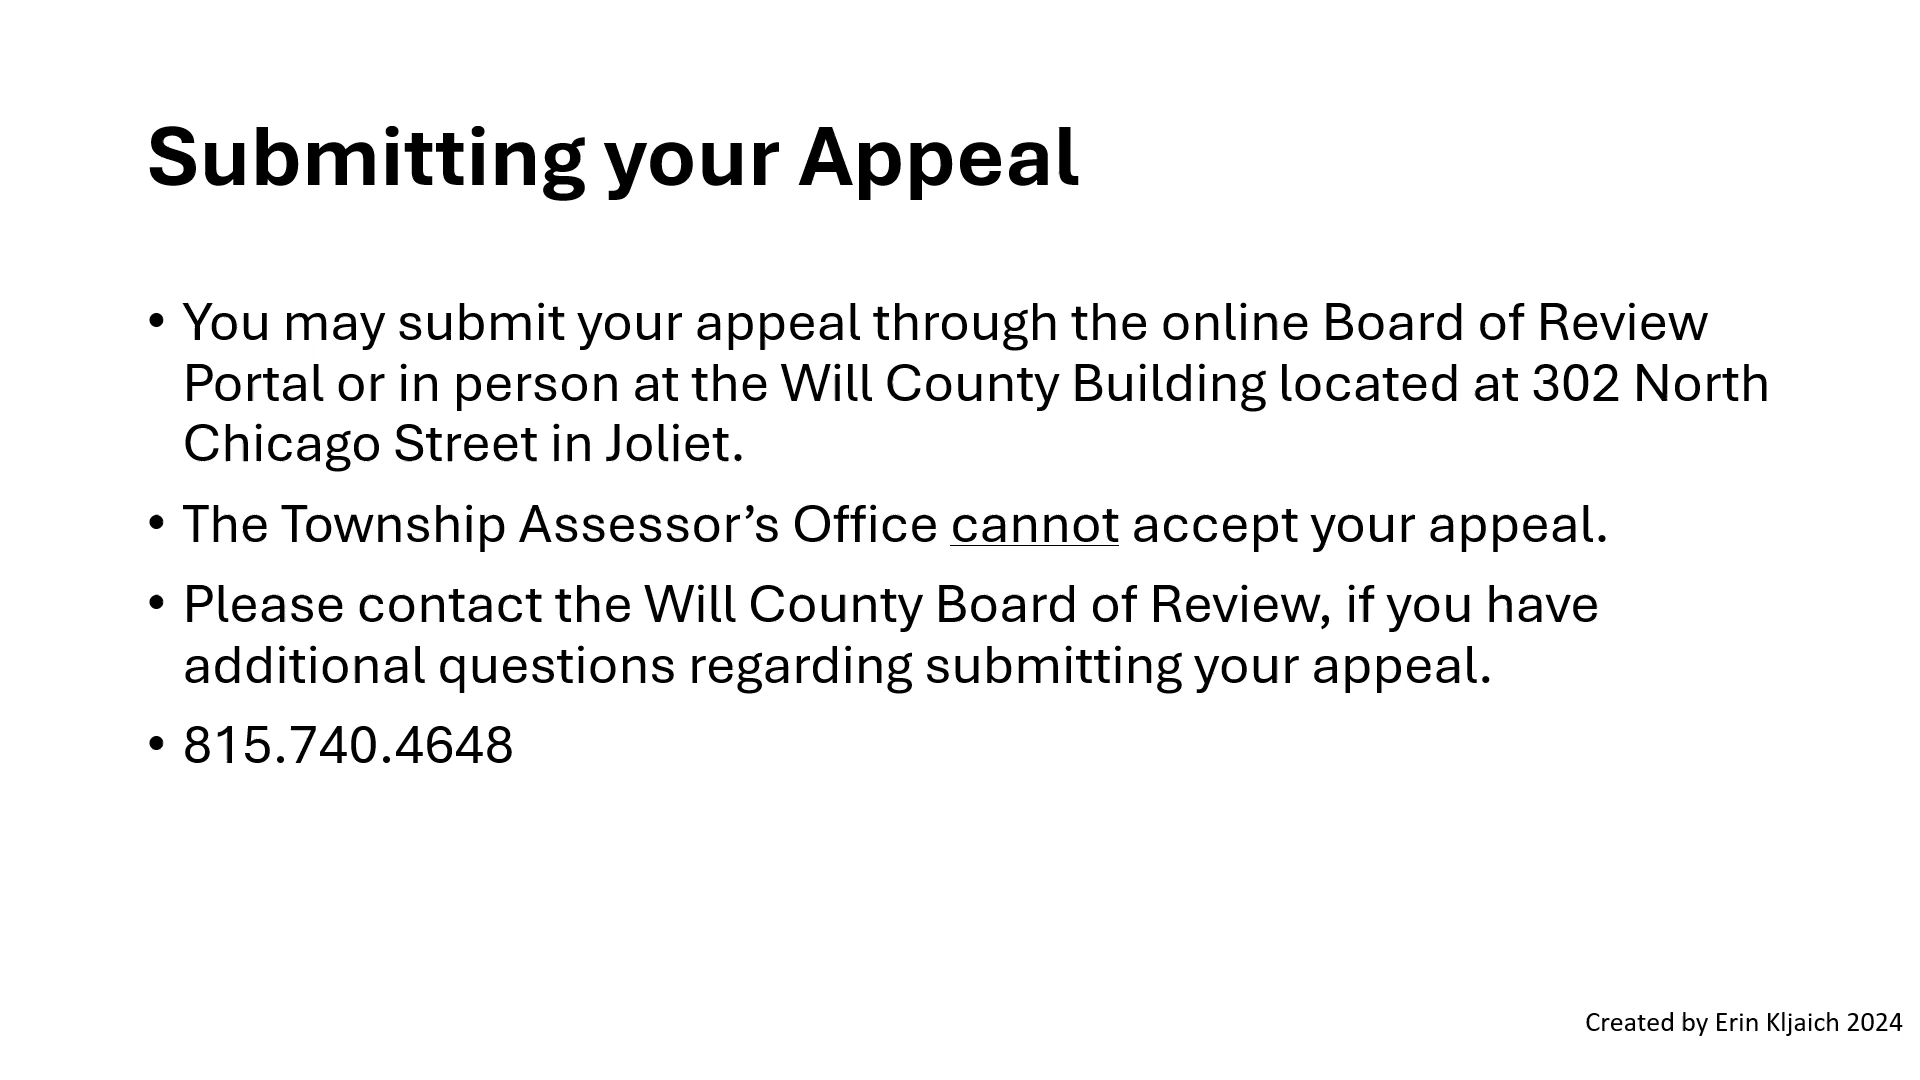 Submitting your Appeal
• You may submit your appeal through the online Board of Review
Portal or in person at the Will County Building located at 302 North
Chicago Street in Joliet.
• The Township Assessor’s Office cannot accept your appeal.
• Please contact the Will County Board of Review, if you have
additional questions regarding submitting your appeal.
• 815.740.4648
Created by Erin Kljaich 2024